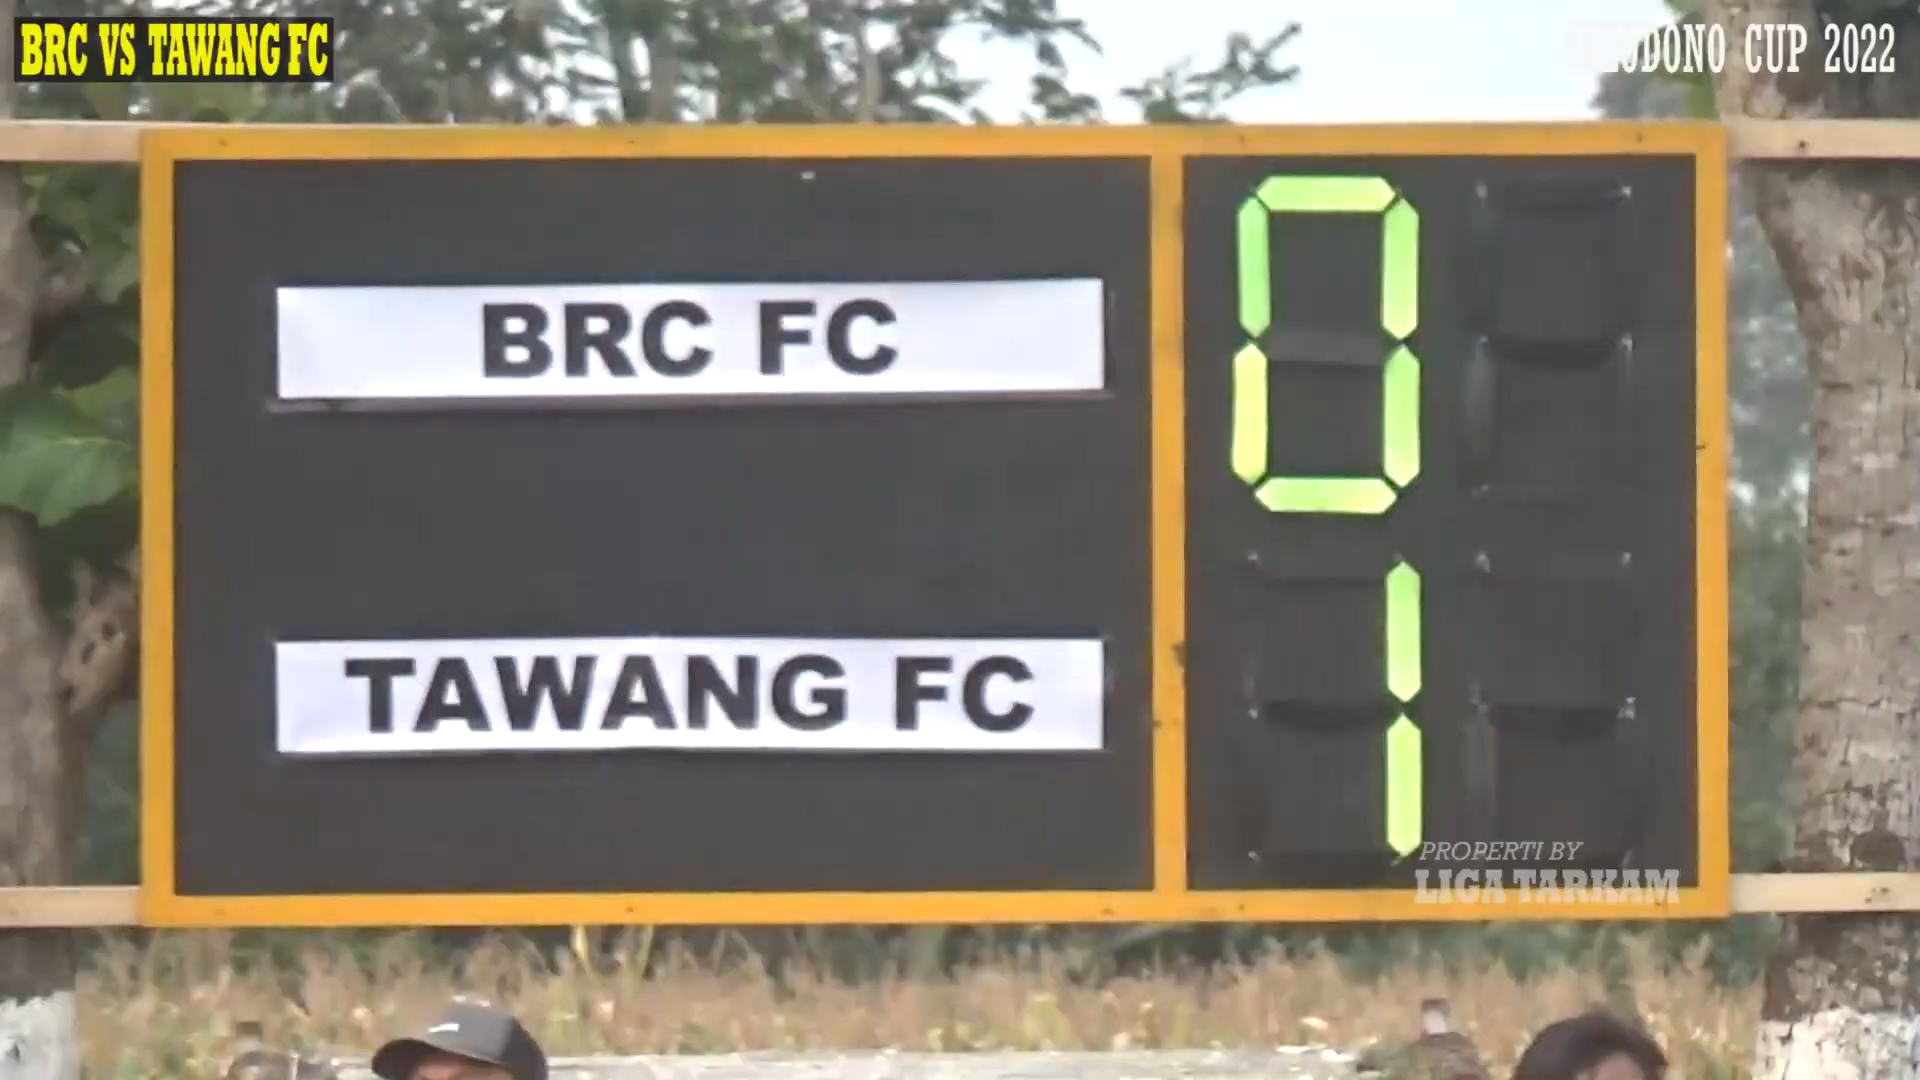 BRC VS TAWANG FC
CUP 2022
BRC FC
0
TAWANG FC
1
PROPERTI BY
LIGA TARKAM